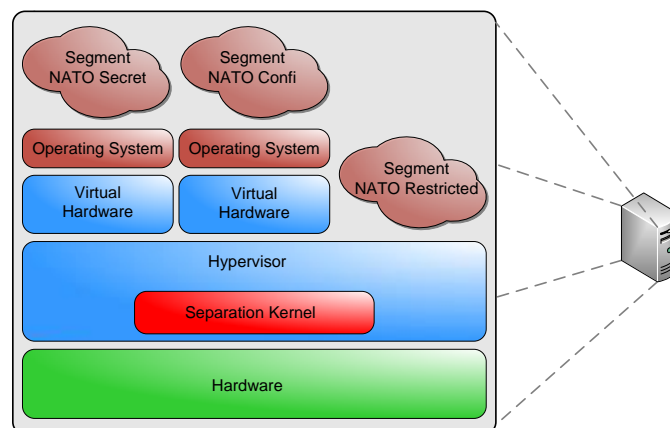 Segment
NATO Secret
Segment
NATO Confi
Operating System
Operating System
Segment
NATO Restricted
Virtual
Hardware
Virtual
Hardware
Hypervisor
Separation Kernel
Hardware